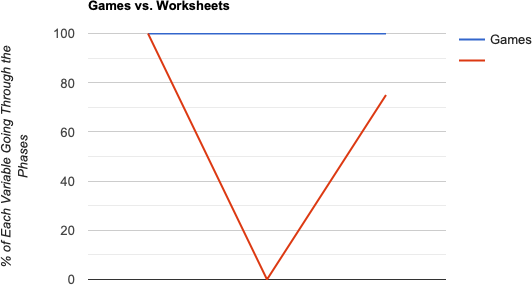 Games vs. Worksheets
% of Each Variable Going Through the
Phases
100
80
60
40
20
0
Games